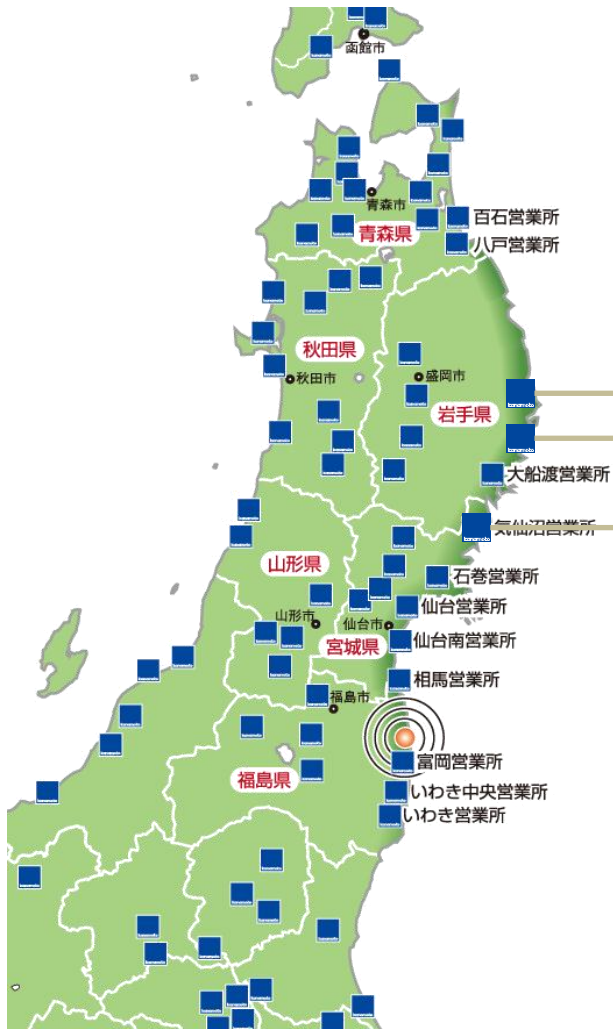 函館市
青森市
百石営業所
青森県
八戸営業所
秋田県
秋田市
盛岡市
岩手県
大船渡営業所
気仙沼営業所
山形県
石巻営業所
仙台営業所
山形市
仙台市
宮城県
仙台南営業所
相馬営業所
福島市
富岡営業所
福島県
いわき中央営業所
いわき営業所
kanamoto
kanamoto
kanamoto